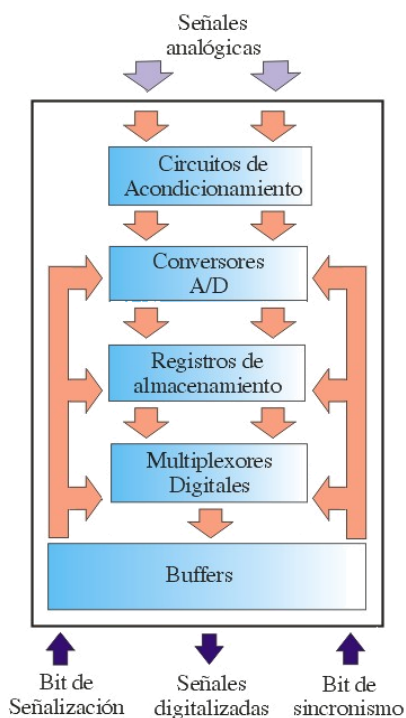 Señales
analógicas
Circuitos de
Acondicionamiento
Conversores
A/D
Registros de
almacenamiento
Multiplexores
Digitales
Buffers
Bit de
Señalización
Señales
digitalizadas
Bit de
sincronismo